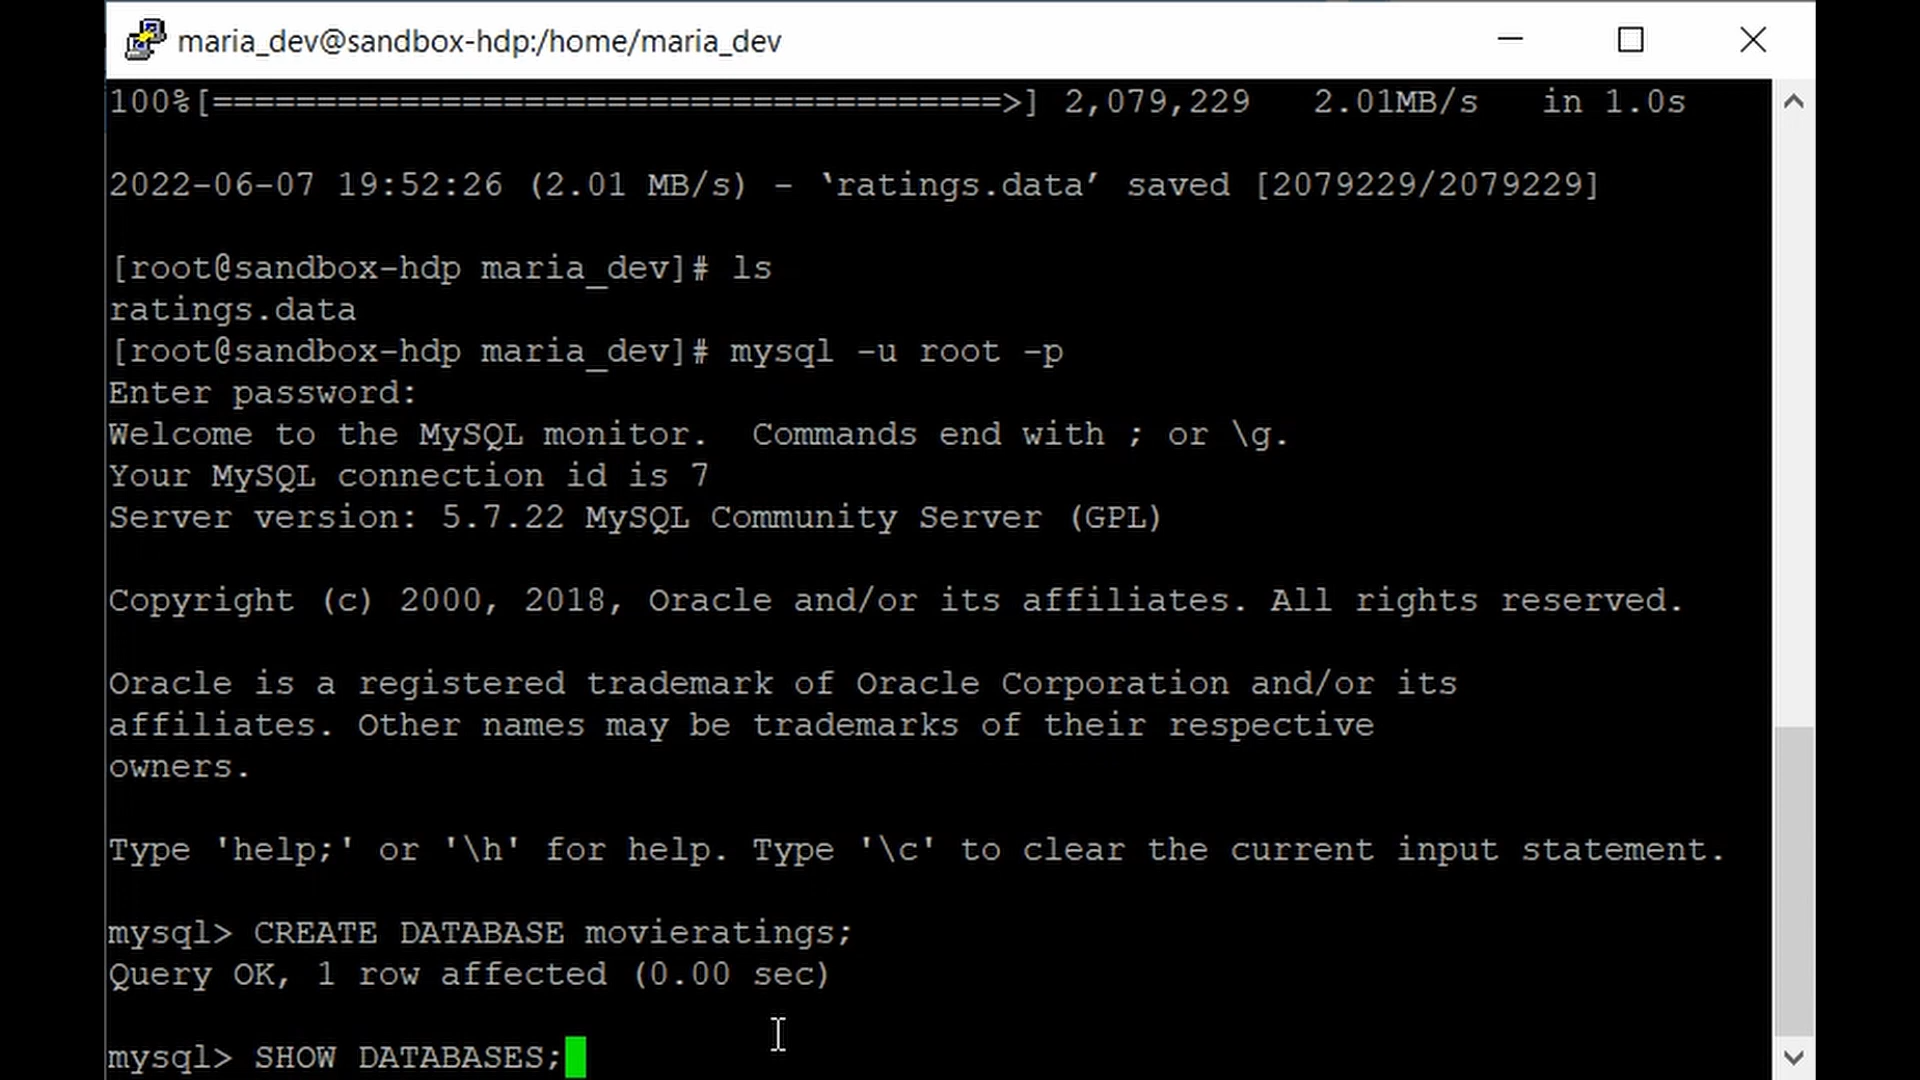 maria_dev@sandbox-hdp:/home/maria_dev
100%[======================================>] 2,079,229   2.01MB/s   in 1.0s
2022-06-07 19:52:26 (2.01 MB/s) - ‘ratings.data’ saved [2079229/2079229]
[root@sandbox-hdp maria_dev]# ls
ratings.data
[root@sandbox-hdp maria_dev]# mysql -u root -p
Enter password:
Welcome to the MySQL monitor.  Commands end with ; or \g.
Your MySQL connection id is 7
Server version: 5.7.22 MySQL Community Server (GPL)
Copyright (c) 2000, 2018, Oracle and/or its affiliates. All rights reserved.
Oracle is a registered trademark of Oracle Corporation and/or its
affiliates. Other names may be trademarks of their respective
owners.
Type 'help;' or '\h' for help. Type '\c' to clear the current input statement.
mysql> CREATE DATABASE movieratings;
Query OK, 1 row affected (0.00 sec)
mysql> SHOW DATABASES;